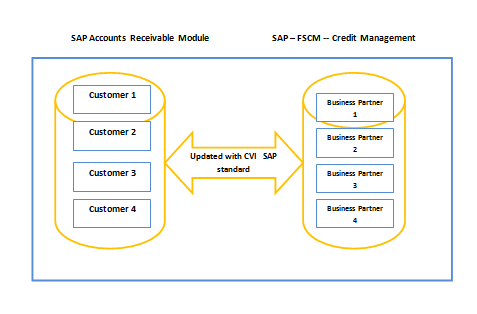 SAP Accounts Receivable Module
SAP – FSCM -- Credit Management
Customer 1
Customer 2
Customer 3
Customer 4
Updated with CVI SAP
standard
Business Partner
1
Business Partner
2
Business Partner
3
Business Partner
4